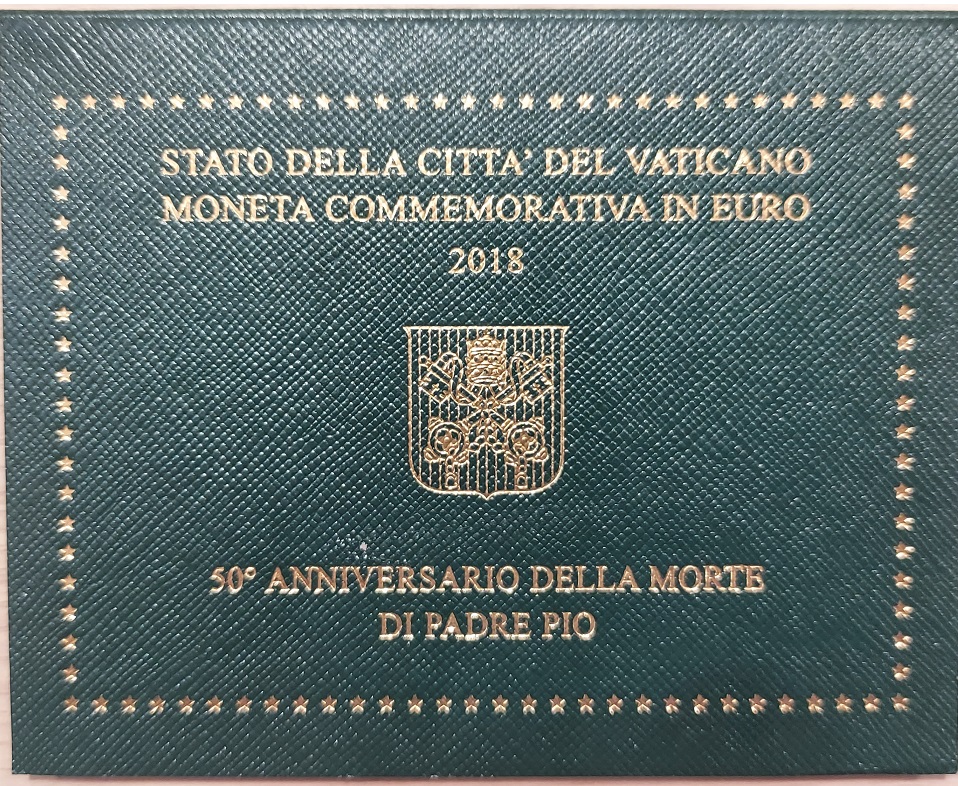 STATO DELLA CITTA' DEL VATICANO
MONETA COMMEMORATIVA IN EURO
2018
50° ANNIVERSARIO DELLA MORTE
DI PADRE PIO